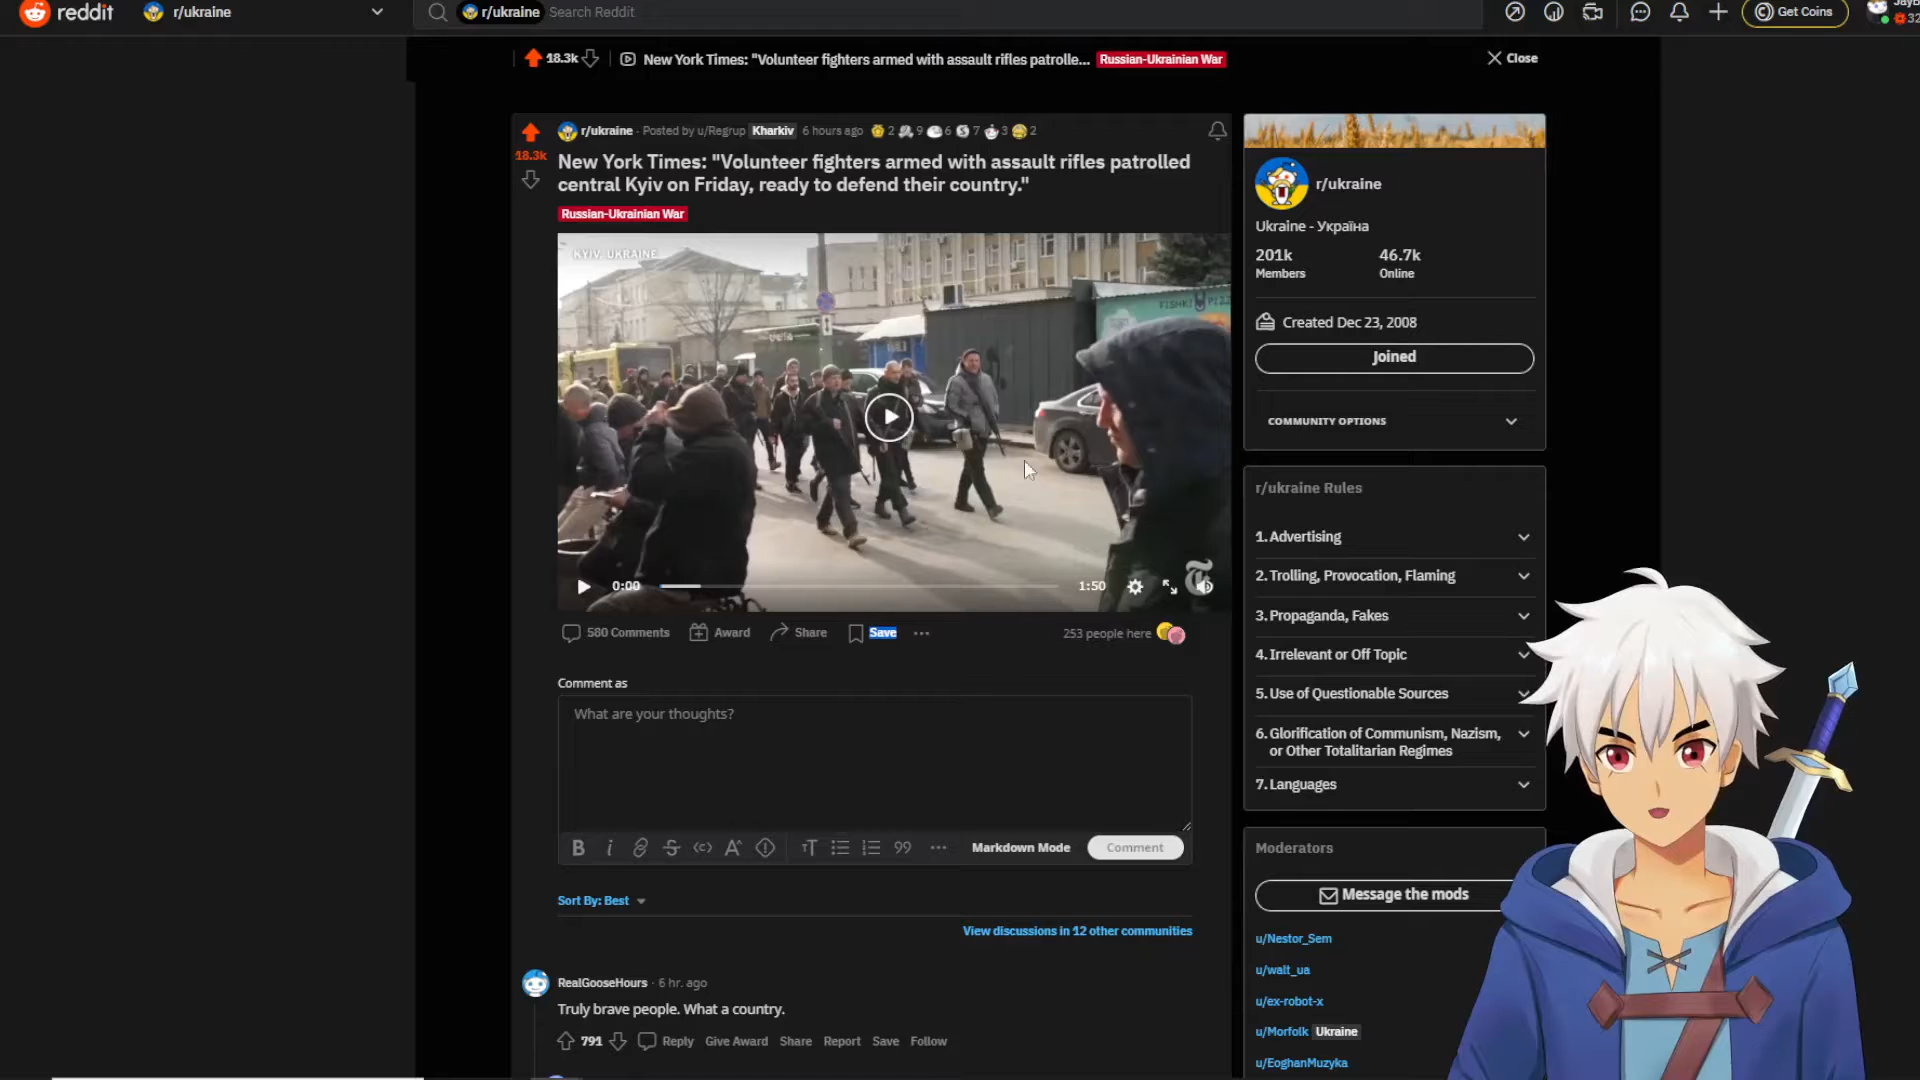 reddit
r/ukraine
r/ukraine
Search Reddit
Get Coins
18.3k
New York Times: "Volunteer fighters armed with assault rifles patrolle...
Russian-Ukrainian War
Close
r/ukraine · Posted by u/Regrup Kharkiv 6 hours ago 2 9 6 7 3 2
18.3k
New York Times: "Volunteer fighters armed with assault rifles patrolled
central Kyiv on Friday, ready to defend their country."
Russian-Ukrainian War
KYIV, UKRAINE
FISHKI PIZZ
0:00
1:50
580 Comments
Award
Share
Save
253 people here
Comment as
What are your thoughts?
Markdown Mode
Comment
Sort By: Best
View discussions in 12 other communities
RealGooseHours · 6 hr. ago
Truly brave people. What a country.
791
Reply
Give Award
Share
Report
Save
Follow
r/ukraine
Ukraine - Україна
201k
46.7k
Members
Online
Created Dec 23, 2008
Joined
COMMUNITY OPTIONS
r/ukraine Rules
1. Advertising
2. Trolling, Provocation, Flaming
3. Propaganda, Fakes
4. Irrelevant or Off Topic
5. Use of Questionable Sources
6. Glorification of Communism, Nazism,
or Other Totalitarian Regimes
7. Languages
Moderators
Message the mods
u/Nestor_Sem
u/walt_ua
u/ex-robot-x
u/Morfolk Ukraine
u/EoghanMuzyka